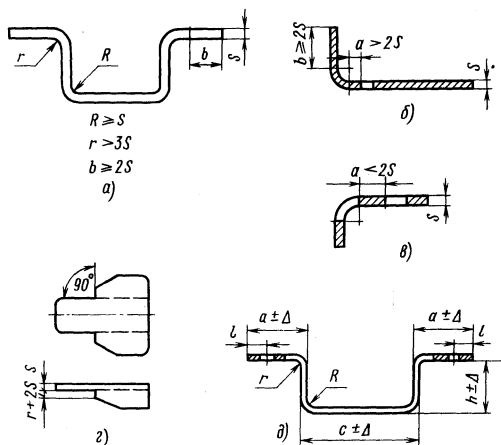 r
R
b
S
R ≥ S
r > 3S
b ≥ 2S
а)
b ≥ 2S
a > 2S
S
б)
a < 2S
S
в)
90°
S
r + 2S
г)
a ± Δ
a ± Δ
l
l
r
R
h ± Δ
c ± Δ
д)